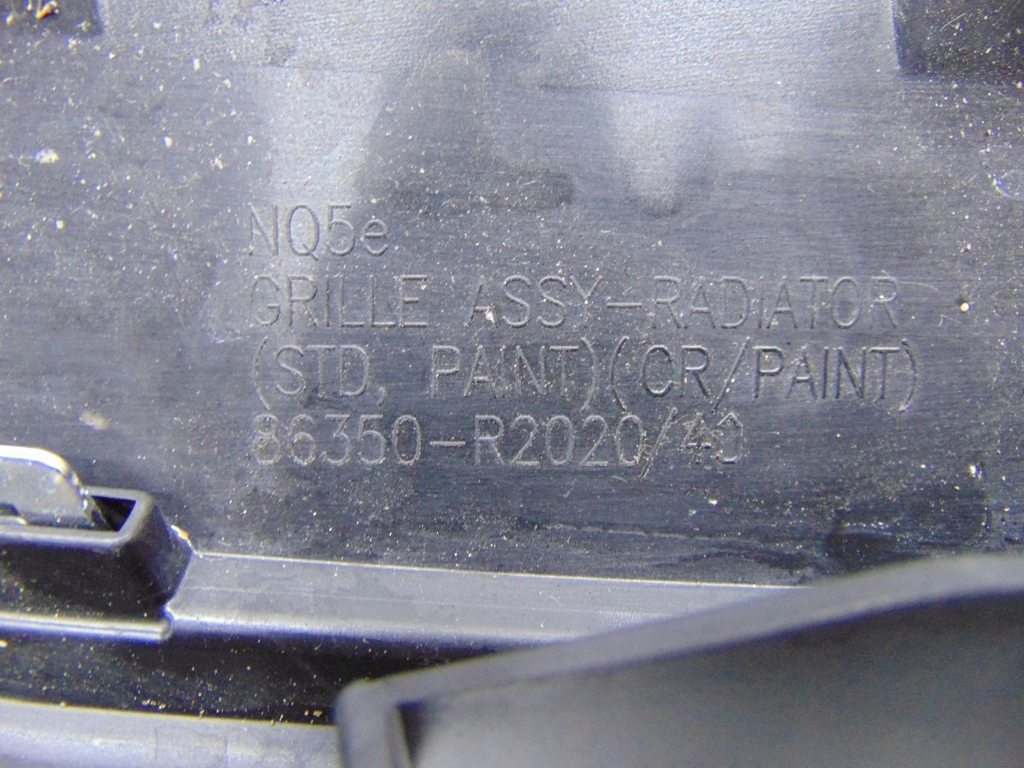 NQ5e
GRILLE ASSY-RADIATOR
(STD, PAINT)(CR/PAINT)
86350-R2020/40